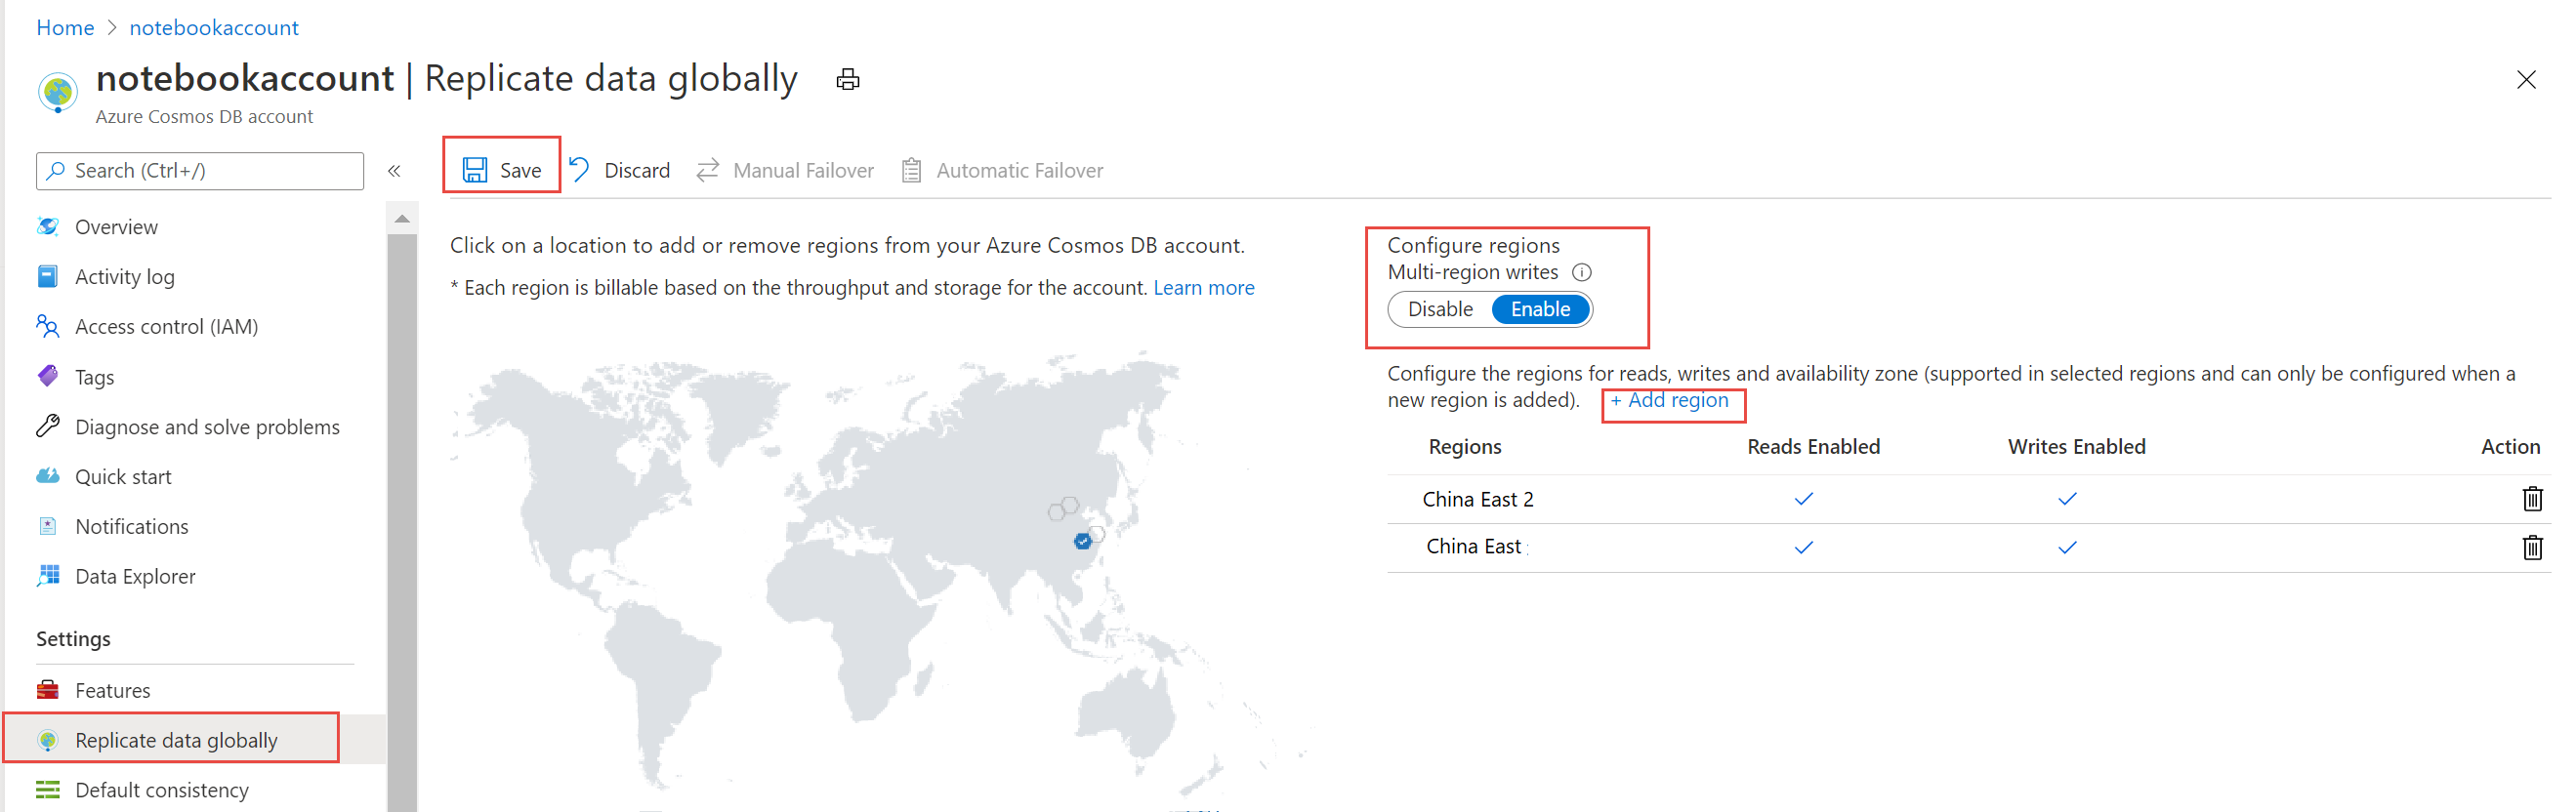 Home > notebookaccount
notebookaccount | Replicate data globally
Azure Cosmos DB account
Search (Ctrl+/)
«
Overview
Activity log
Access control (IAM)
Tags
Diagnose and solve problems
Quick start
Notifications
Data Explorer
Settings
Features
Replicate data globally
Default consistency
Save Discard Manual Failover Automatic Failover
Click on a location to add or remove regions from your Azure Cosmos DB account.
* Each region is billable based on the throughput and storage for the account. Learn more
Configure regions
Multi-region writes
Disable Enable
Configure the regions for reads, writes and availability zone (supported in selected regions and can only be configured when a
new region is added). + Add region
Regions Reads Enabled Writes Enabled Action
China East 2
China East